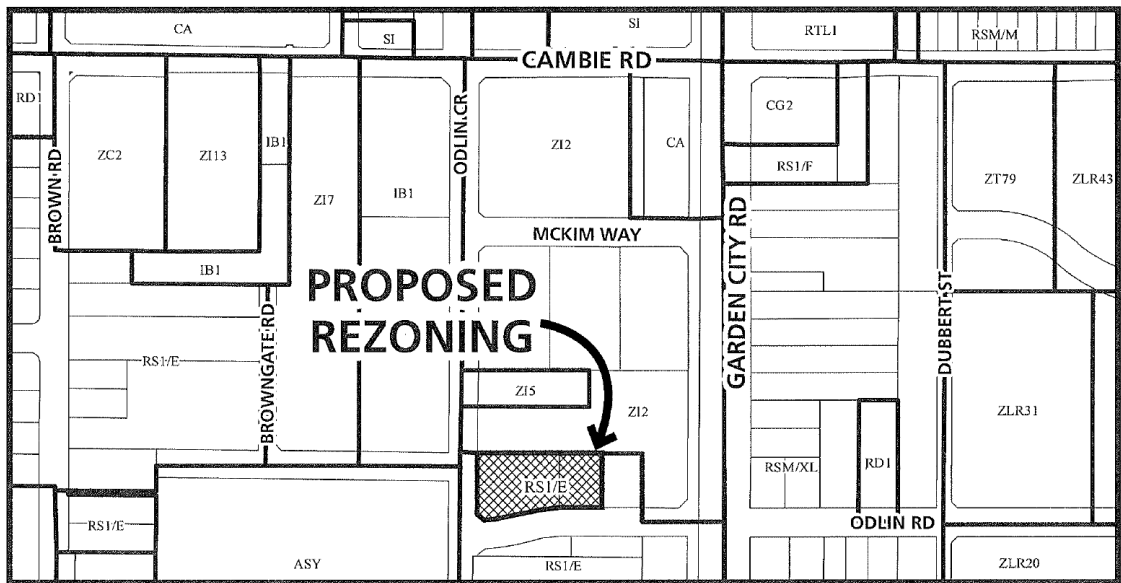 CA
SI
SI
RTL1
RSM/M
CAMBIE RD
RD1
BROWN RD
ZC2
ZI13
IB1
ZI7
IB1
ODLIN CR
ZI2
CA
CG2
RS1/F
ZT79
ZLR43
MCKIM WAY
IB1
PROPOSED
REZONING
GARDEN CITY RD
DUBBERT ST
BROWNGATE RD
RS1/E
ZI5
ZI2
ZLR31
RS1/E
RSM/XL
RD1
RS1/E
ODLIN RD
ASY
RS1/E
ZLR20